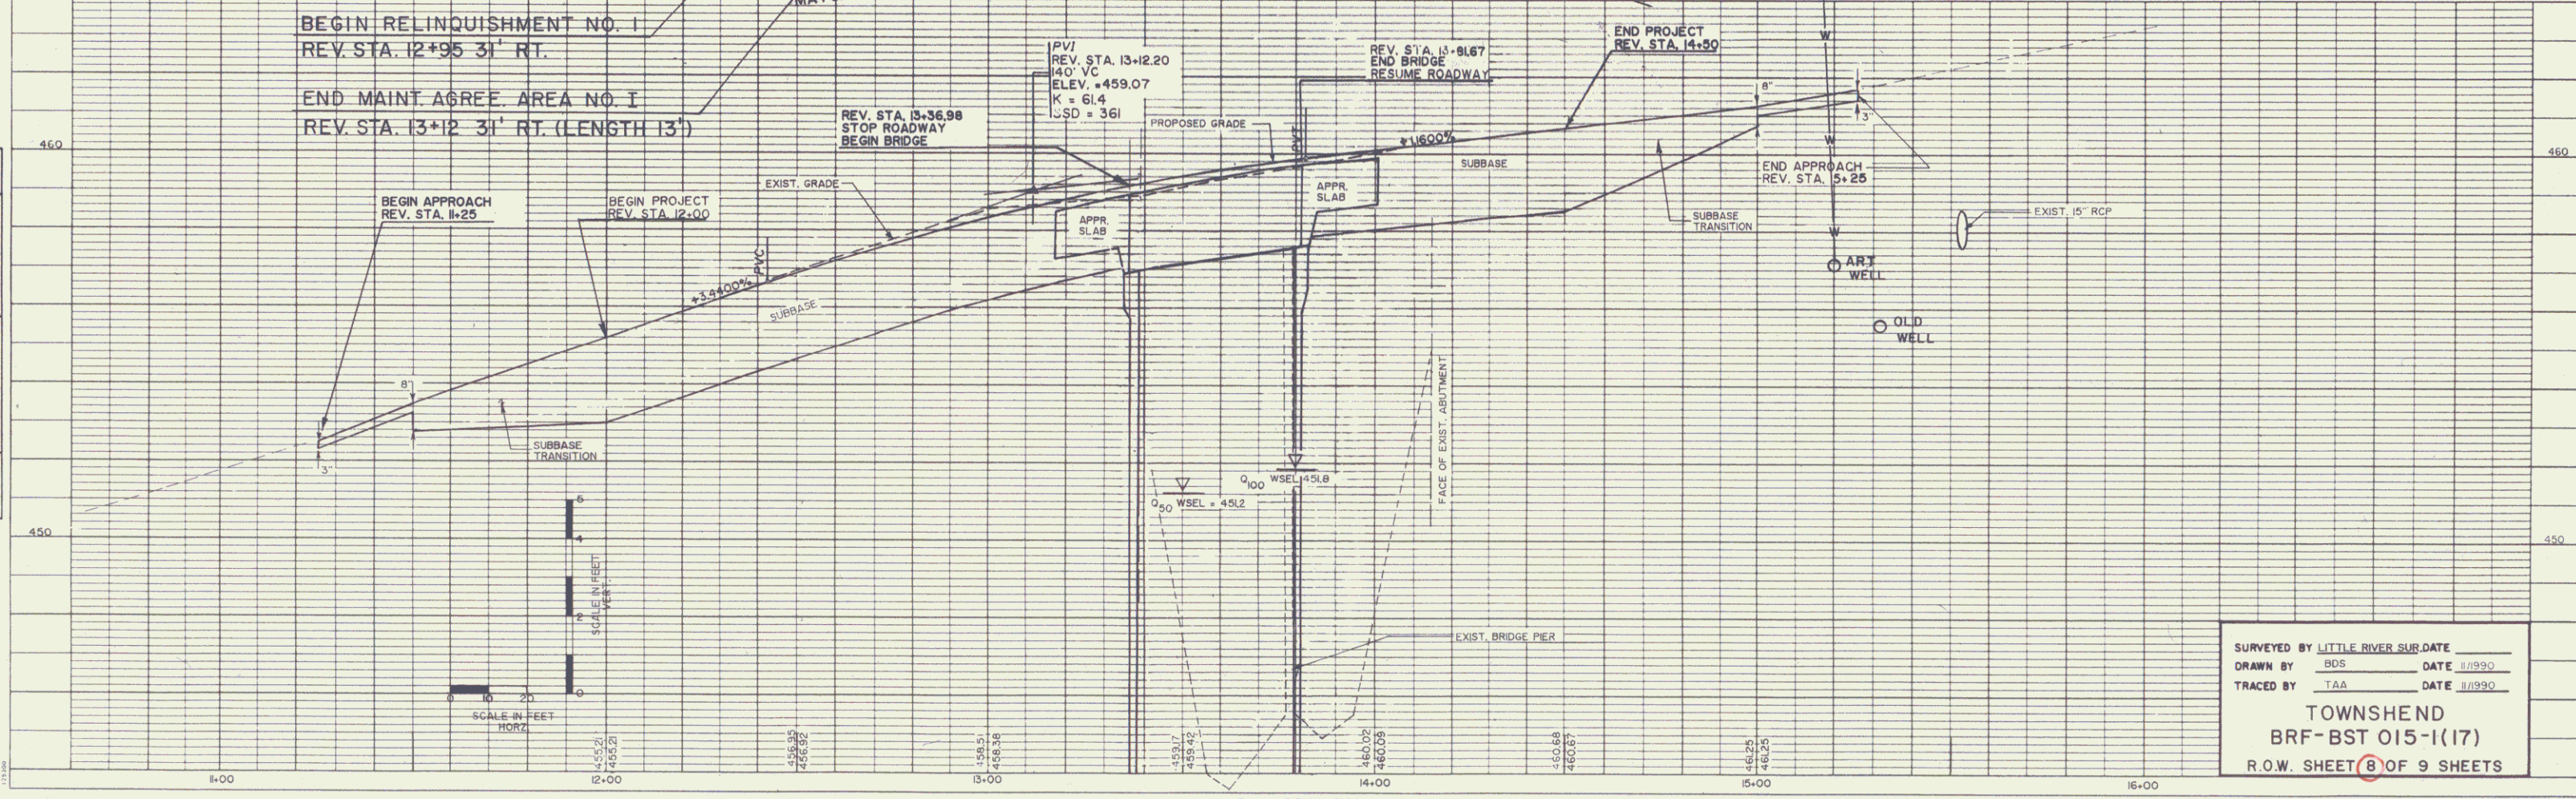 BEGIN RELINQUISHMENT NO. I
REV. STA. 12+95 31' RT.
END MAINT. AGREE. AREA NO. I
REV. STA. 13+12 31' RT. (LENGTH 13')
PVI
REV. STA. 13+12.20
140' VC
ELEV. = 459.07
K = 61.4
SSD = 361
REV. STA. 13+36.98
STOP ROADWAY
BEGIN BRIDGE
REV. STA. 13+81.67
END BRIDGE
RESUME ROADWAY
END PROJECT
REV. STA. 14+50
PROPOSED GRADE
PVT
+1.1600%
SUBBASE
8"
W
3"
W
460
460
EXIST. GRADE
BEGIN APPROACH
REV. STA. 11+25
BEGIN PROJECT
REV. STA. 12+00
APPR.
SLAB
APPR.
SLAB
END APPROACH
REV. STA. 15+25
SUBBASE
TRANSITION
EXIST. 15" RCP
W
ART
WELL
OLD
WELL
PVC
+3.4400%
SUBBASE
8"
3"
SUBBASE
TRANSITION
FACE OF EXIST. ABUTMENT
Q100 WSEL 451.8
Q50 WSEL = 451.2
450
450
5
4
2
0
SCALE IN FEET
VERT.
0 10 20
SCALE IN FEET
HORZ.
EXIST. BRIDGE PIER
455.21
455.21
456.95
456.92
458.51
458.38
459.17
459.42
460.02
460.09
460.68
460.67
461.25
461.25
11+00
12+00
13+00
14+00
15+00
16+00
SURVEYED BY LITTLE RIVER SUR. DATE
DRAWN BY BDS DATE 11/1990
TRACED BY TAA DATE 11/1990
TOWNSHEND
BRF-BST 015-1(17)
R.O.W. SHEET 8 OF 9 SHEETS